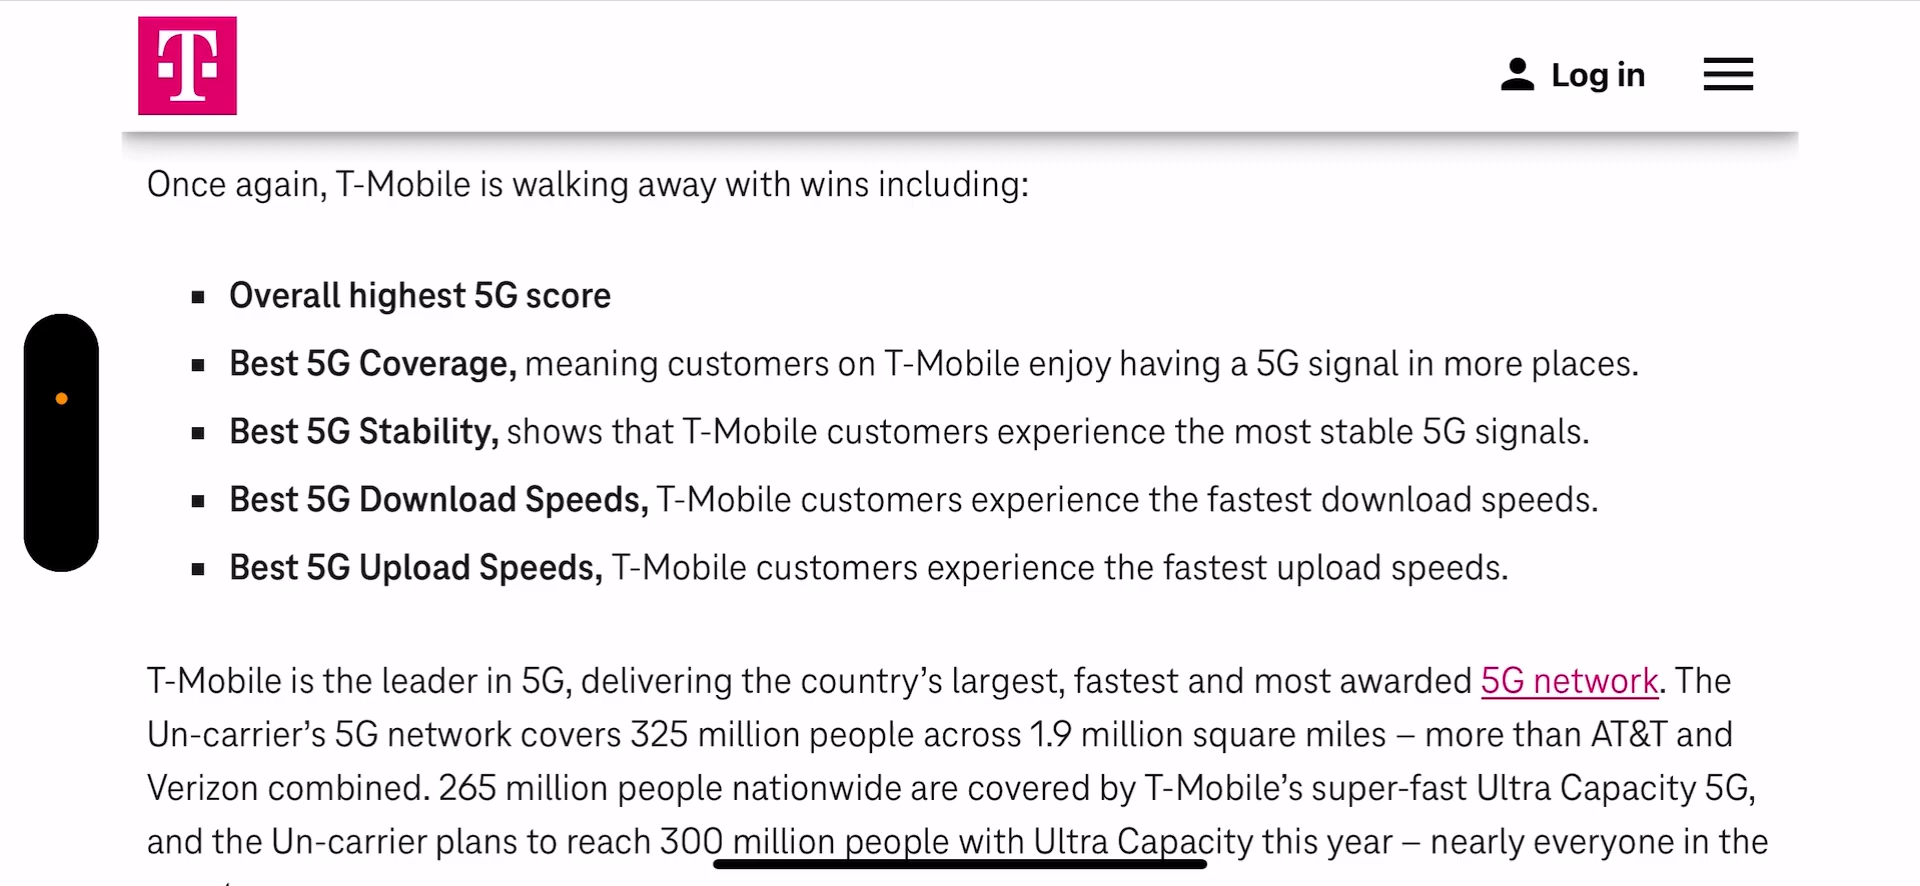 T
Log in
Once again, T-Mobile is walking away with wins including:
▪ Overall highest 5G score
▪ Best 5G Coverage, meaning customers on T-Mobile enjoy having a 5G signal in more places.
▪ Best 5G Stability, shows that T-Mobile customers experience the most stable 5G signals.
▪ Best 5G Download Speeds, T-Mobile customers experience the fastest download speeds.
▪ Best 5G Upload Speeds, T-Mobile customers experience the fastest upload speeds.
T-Mobile is the leader in 5G, delivering the country’s largest, fastest and most awarded 5G network. The
Un-carrier’s 5G network covers 325 million people across 1.9 million square miles – more than AT&T and
Verizon combined. 265 million people nationwide are covered by T-Mobile’s super-fast Ultra Capacity 5G,
and the Un-carrier plans to reach 300 million people with Ultra Capacity this year – nearly everyone in the